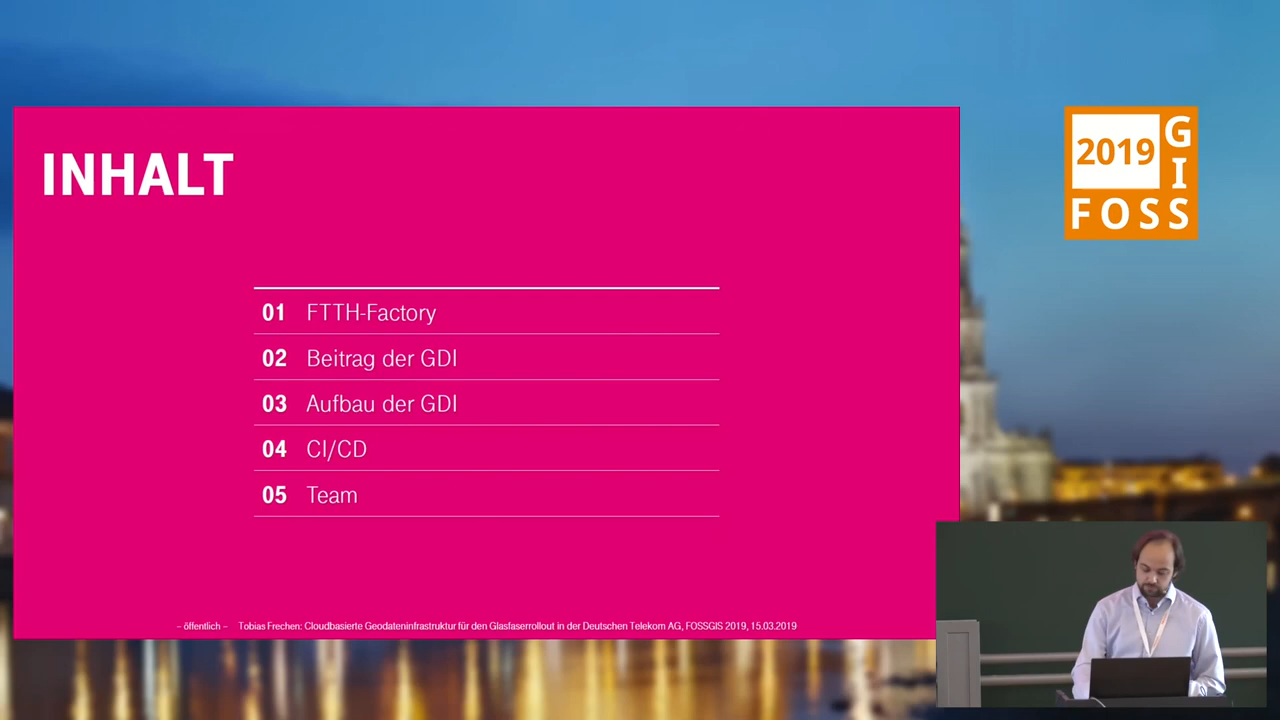 INHALT
01 FTTH-Factory
02 Beitrag der GDI
03 Aufbau der GDI
04 CI/CD
05 Team
– öffentlich – Tobias Frechen: Cloudbasierte Geodateninfrastruktur für den Glasfaserrollout in der Deutschen Telekom AG, FOSSGIS 2019, 15.03.2019
2019 G
I
FOSS